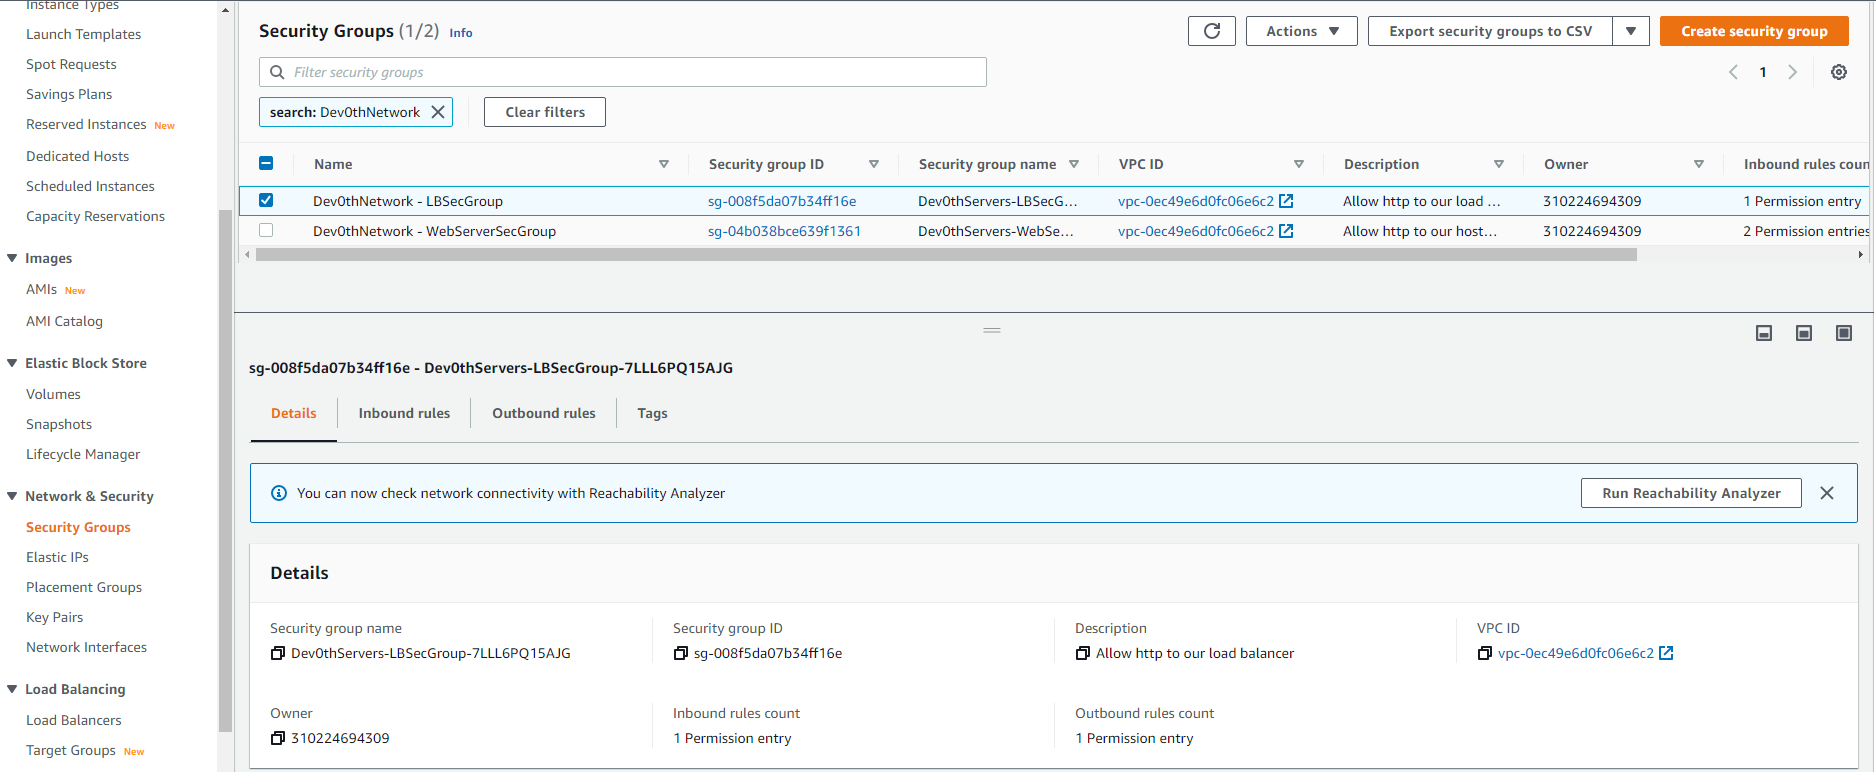 Instance Types
Launch Templates
Spot Requests
Savings Plans
Reserved Instances New
Dedicated Hosts
Scheduled Instances
Capacity Reservations
Images
AMIs New
AMI Catalog
Elastic Block Store
Volumes
Snapshots
Lifecycle Manager
Network & Security
Security Groups
Elastic IPs
Placement Groups
Key Pairs
Network Interfaces
Load Balancing
Load Balancers
Target Groups New
Security Groups (1/2) Info
Actions
Export security groups to CSV
Create security group
Filter security groups
1
search: Dev0thNetwork
Clear filters
Name Security group ID Security group name VPC ID Description Owner Inbound rules coun
Dev0thNetwork - LBSecGroup sg-008f5da07b34ff16e Dev0thServers-LBSecG... vpc-0ec49e6d0fc06e6c2 Allow http to our load ... 310224694309 1 Permission entry
Dev0thNetwork - WebServerSecGroup sg-04b038bce639f1361 Dev0thServers-WebSe... vpc-0ec49e6d0fc06e6c2 Allow http to our host... 310224694309 2 Permission entries
sg-008f5da07b34ff16e - Dev0thServers-LBSecGroup-7LLL6PQ15AJG
Details Inbound rules Outbound rules Tags
You can now check network connectivity with Reachability Analyzer
Run Reachability Analyzer
Details
Security group name Security group ID Description VPC ID
Dev0thServers-LBSecGroup-7LLL6PQ15AJG sg-008f5da07b34ff16e Allow http to our load balancer vpc-0ec49e6d0fc06e6c2
Owner Inbound rules count Outbound rules count
310224694309 1 Permission entry 1 Permission entry